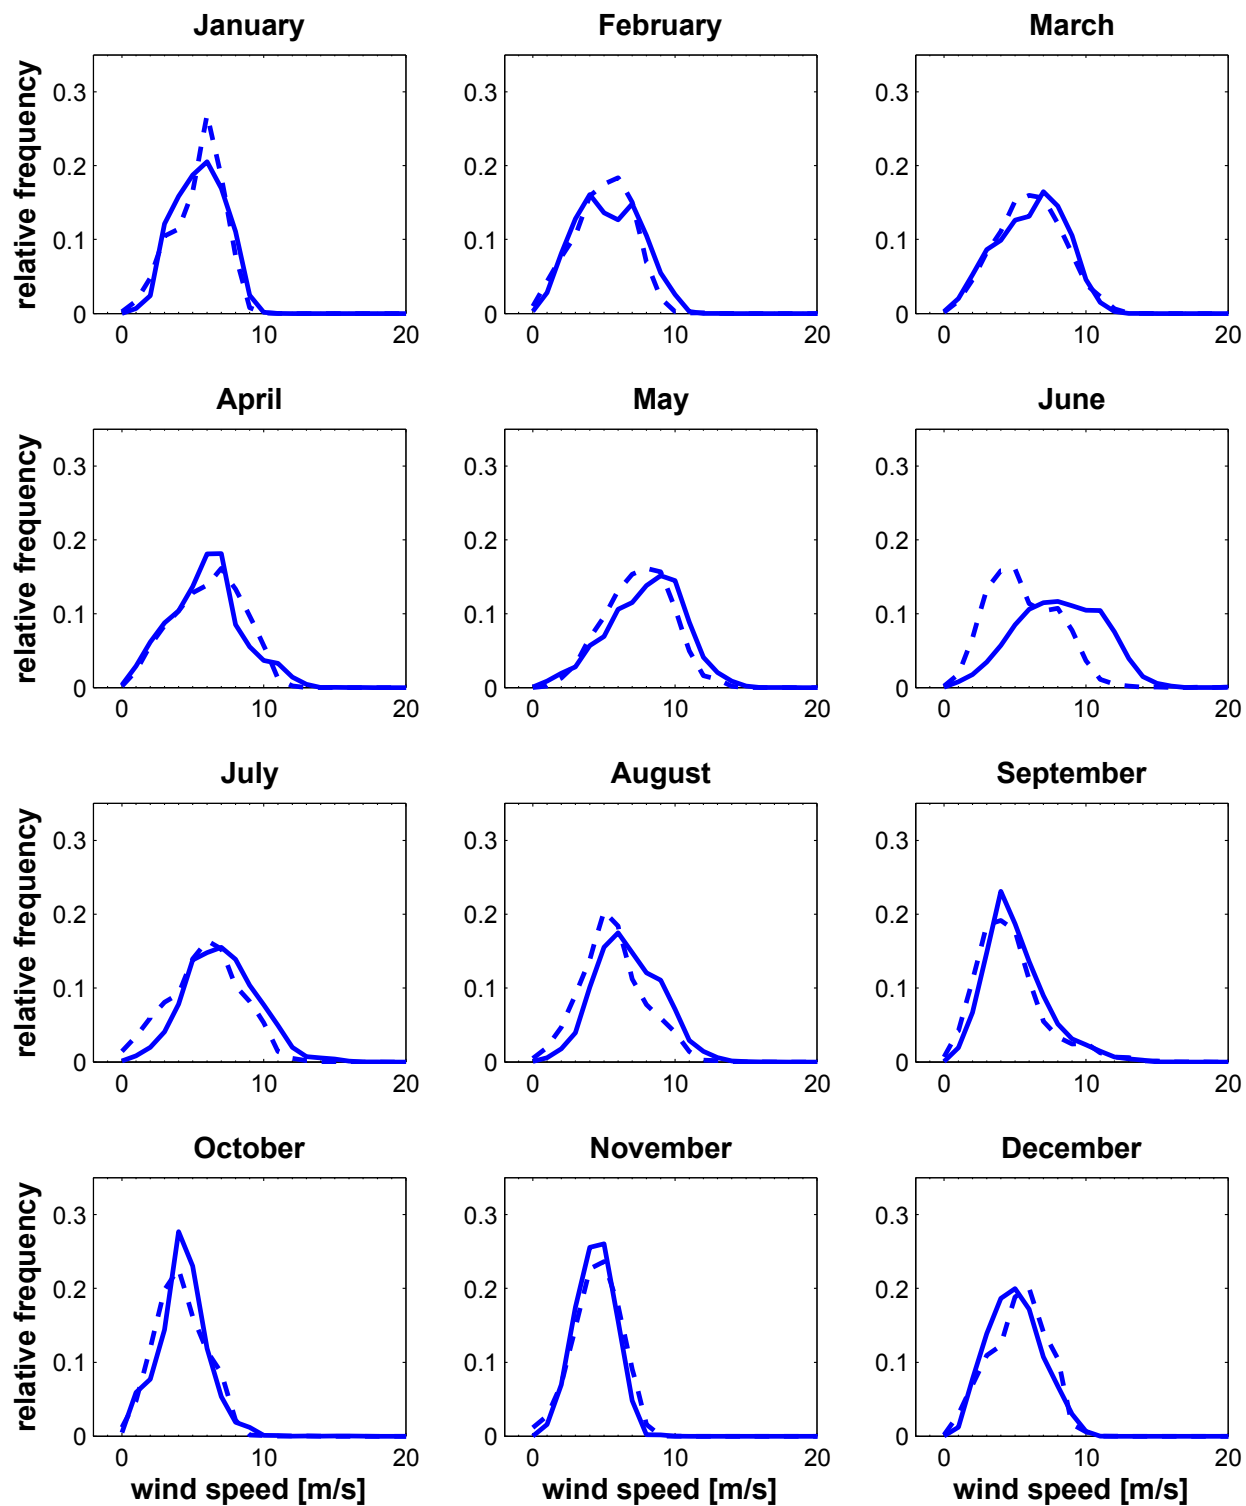 January February March
relative frequency
0.3 0.3 0.3
0.2 0.2 0.2
0.1 0.1 0.1
0 0 0
0 10 20 0 10 20 0 10 20
April May June
relative frequency
0.3 0.3 0.3
0.2 0.2 0.2
0.1 0.1 0.1
0 0 0
0 10 20 0 10 20 0 10 20
July August September
relative frequency
0.3 0.3 0.3
0.2 0.2 0.2
0.1 0.1 0.1
0 0 0
0 10 20 0 10 20 0 10 20
October November December
relative frequency
0.3 0.3 0.3
0.2 0.2 0.2
0.1 0.1 0.1
0 0 0
0 10 20 0 10 20 0 10 20
wind speed [m/s] wind speed [m/s] wind speed [m/s]